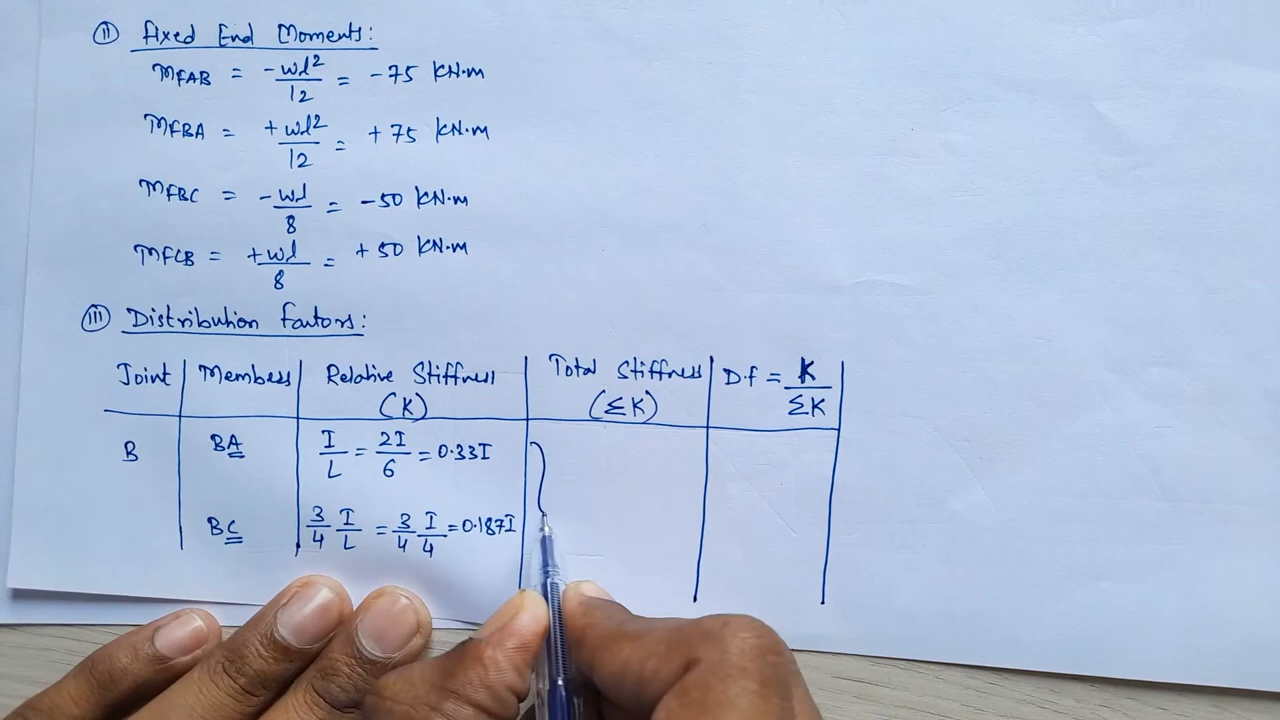 (II) Fixed End Moments:
MFAB = -wl²/12 = -75 KN.m
MFBA = +wl²/12 = +75 KN.m
MFBC = -wl/8 = -50 KN.m
MFCB = +wl/8 = +50 KN.m
(III) Distribution Factors:
Joint Members Relative Stiffness (K) Total Stiffness (ΣK) D.f = K/ΣK
B BA I/L = 2I/6 = 0.33I
BC 3/4 I/L = 3/4 I/4 = 0.187I